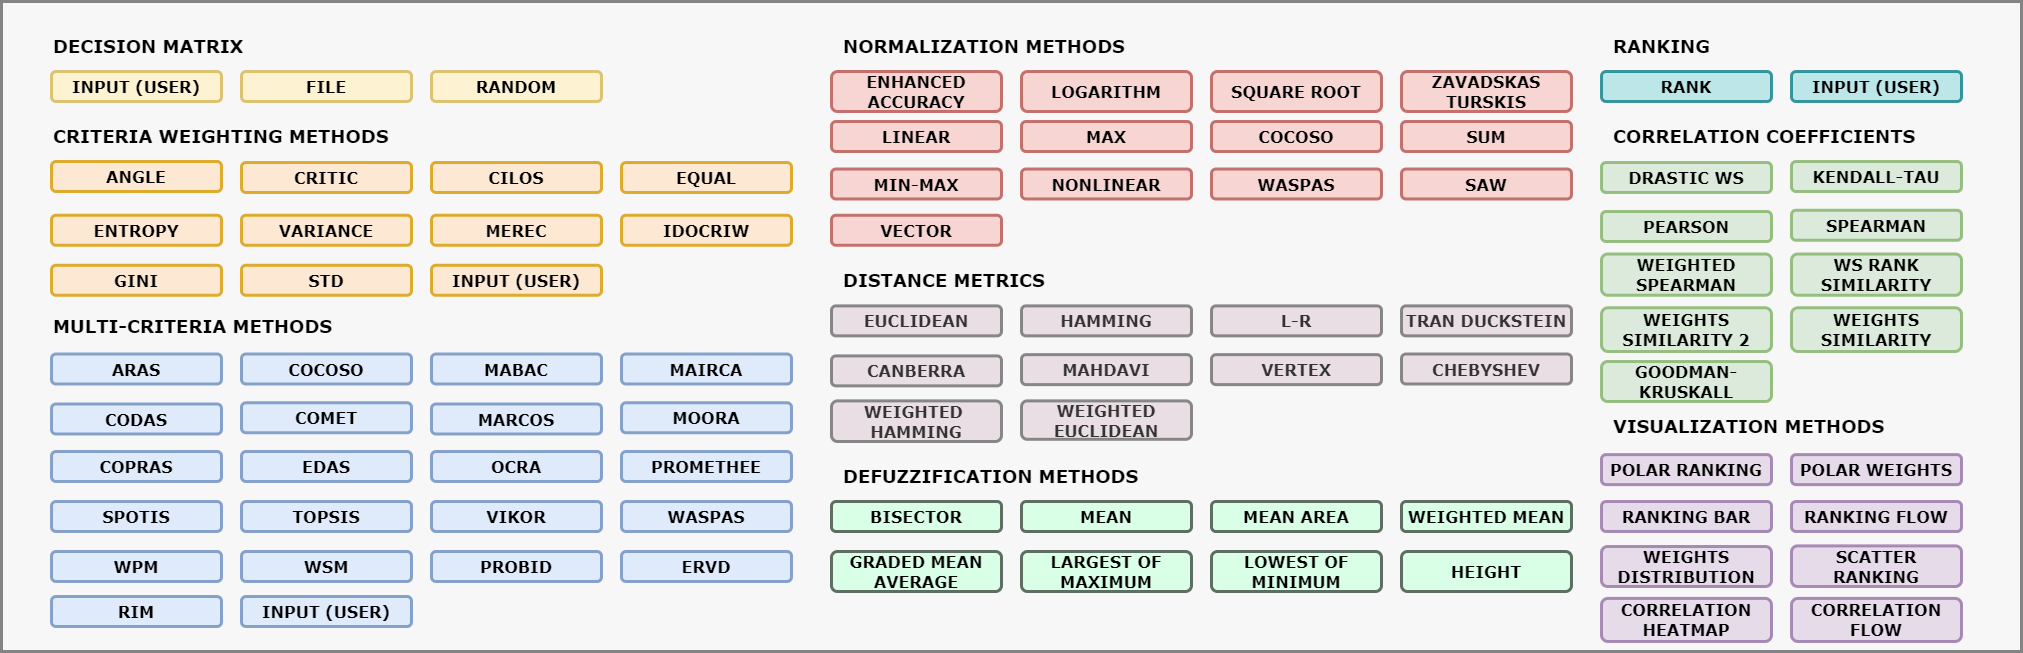 DECISION MATRIX
INPUT (USER)
FILE
RANDOM
CRITERIA WEIGHTING METHODS
ANGLE
CRITIC
CILOS
EQUAL
ENTROPY
VARIANCE
MEREC
IDOCRIW
GINI
STD
INPUT (USER)
MULTI-CRITERIA METHODS
ARAS
COCOSO
MABAC
MAIRCA
CODAS
COMET
MARCOS
MOORA
COPRAS
EDAS
OCRA
PROMETHEE
SPOTIS
TOPSIS
VIKOR
WASPAS
WPM
WSM
PROBID
ERVD
RIM
INPUT (USER)
NORMALIZATION METHODS
ENHANCED
ACCURACY
LOGARITHM
SQUARE ROOT
ZAVADSKAS
TURSKIS
LINEAR
MAX
COCOSO
SUM
MIN-MAX
NONLINEAR
WASPAS
SAW
VECTOR
DISTANCE METRICS
EUCLIDEAN
HAMMING
L-R
TRAN DUCKSTEIN
CANBERRA
MAHDAVI
VERTEX
CHEBYSHEV
WEIGHTED
HAMMING
WEIGHTED
EUCLIDEAN
DEFUZZIFICATION METHODS
BISECTOR
MEAN
MEAN AREA
WEIGHTED MEAN
GRADED MEAN
AVERAGE
LARGEST OF
MAXIMUM
LOWEST OF
MINIMUM
HEIGHT
RANKING
RANK
INPUT (USER)
CORRELATION COEFFICIENTS
DRASTIC WS
KENDALL-TAU
PEARSON
SPEARMAN
WEIGHTED
SPEARMAN
WS RANK
SIMILARITY
WEIGHTS
SIMILARITY 2
WEIGHTS
SIMILARITY
GOODMAN-
KRUSKALL
VISUALIZATION METHODS
POLAR RANKING
POLAR WEIGHTS
RANKING BAR
RANKING FLOW
WEIGHTS
DISTRIBUTION
SCATTER
RANKING
CORRELATION
HEATMAP
CORRELATION
FLOW